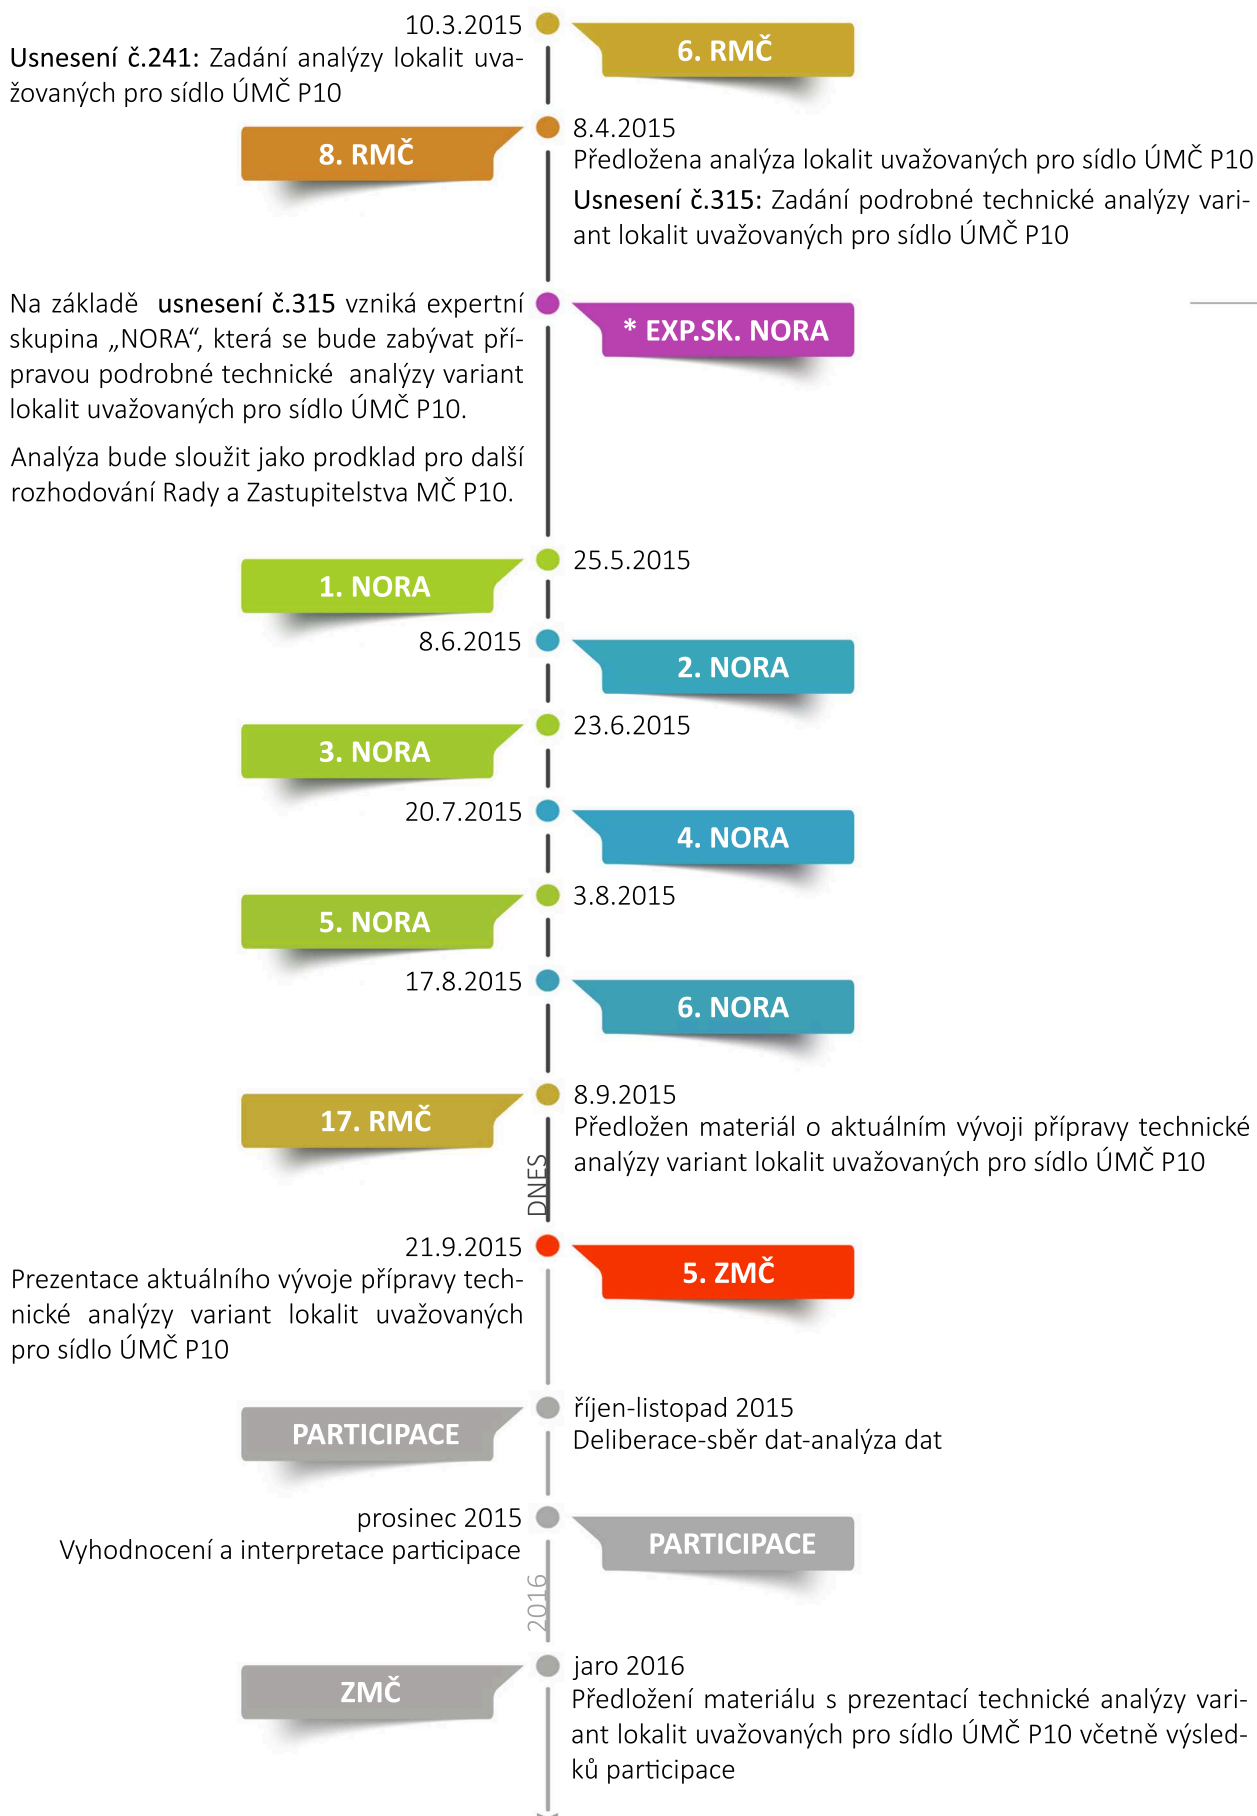 10.3.2015
Usnesení č.241: Zadání analýzy lokalit uva-
žovaných pro sídlo ÚMČ P10
6. RMČ
8. RMČ
8.4.2015
Předložena analýza lokalit uvažovaných pro sídlo ÚMČ P10
Usnesení č.315: Zadání podrobné technické analýzy vari-
ant lokalit uvažovaných pro sídlo ÚMČ P10
Na základě usnesení č.315 vzniká expertní
skupina „NORA“, která se bude zabývat pří-
pravou podrobné technické analýzy variant
lokalit uvažovaných pro sídlo ÚMČ P10.
Analýza bude sloužit jako prodklad pro další
rozhodování Rady a Zastupitelstva MČ P10.
* EXP.SK. NORA
1. NORA
25.5.2015
8.6.2015
2. NORA
3. NORA
23.6.2015
20.7.2015
4. NORA
5. NORA
3.8.2015
17.8.2015
6. NORA
17. RMČ
8.9.2015
Předložen materiál o aktuálním vývoji přípravy technické
analýzy variant lokalit uvažovaných pro sídlo ÚMČ P10
DNES
21.9.2015
Prezentace aktuálního vývoje přípravy tech-
nické analýzy variant lokalit uvažovaných
pro sídlo ÚMČ P10
5. ZMČ
PARTICIPACE
říjen-listopad 2015
Deliberace-sběr dat-analýza dat
prosinec 2015
Vyhodnocení a interpretace participace
PARTICIPACE
2016
ZMČ
jaro 2016
Předložení materiálu s prezentací technické analýzy vari-
ant lokalit uvažovaných pro sídlo ÚMČ P10 včetně výsled-
ků participace